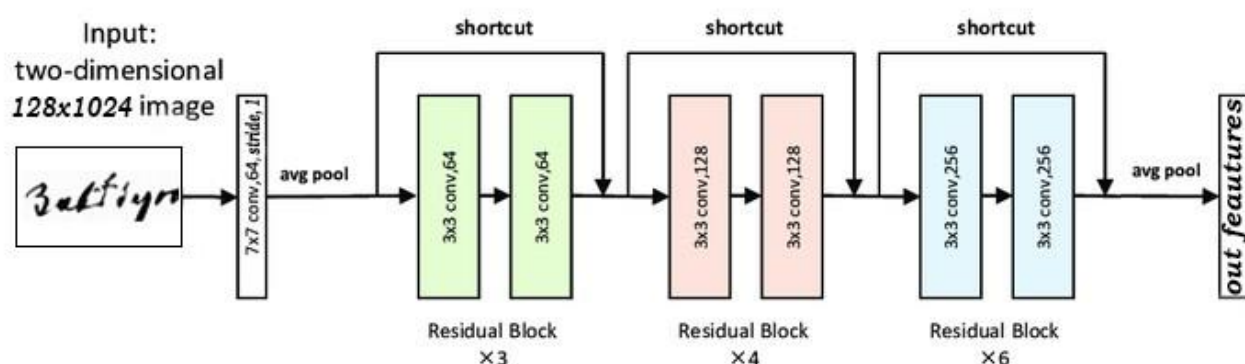 Input:
two-dimensional
128x1024 image
7x7 conv,64,stride,1
avg pool
shortcut
3x3 conv,64
3x3 conv,64
Residual Block
×3
shortcut
3x3 conv,128
3x3 conv,128
Residual Block
×4
shortcut
3x3 conv,256
3x3 conv,256
Residual Block
×6
avg pool
out feautures